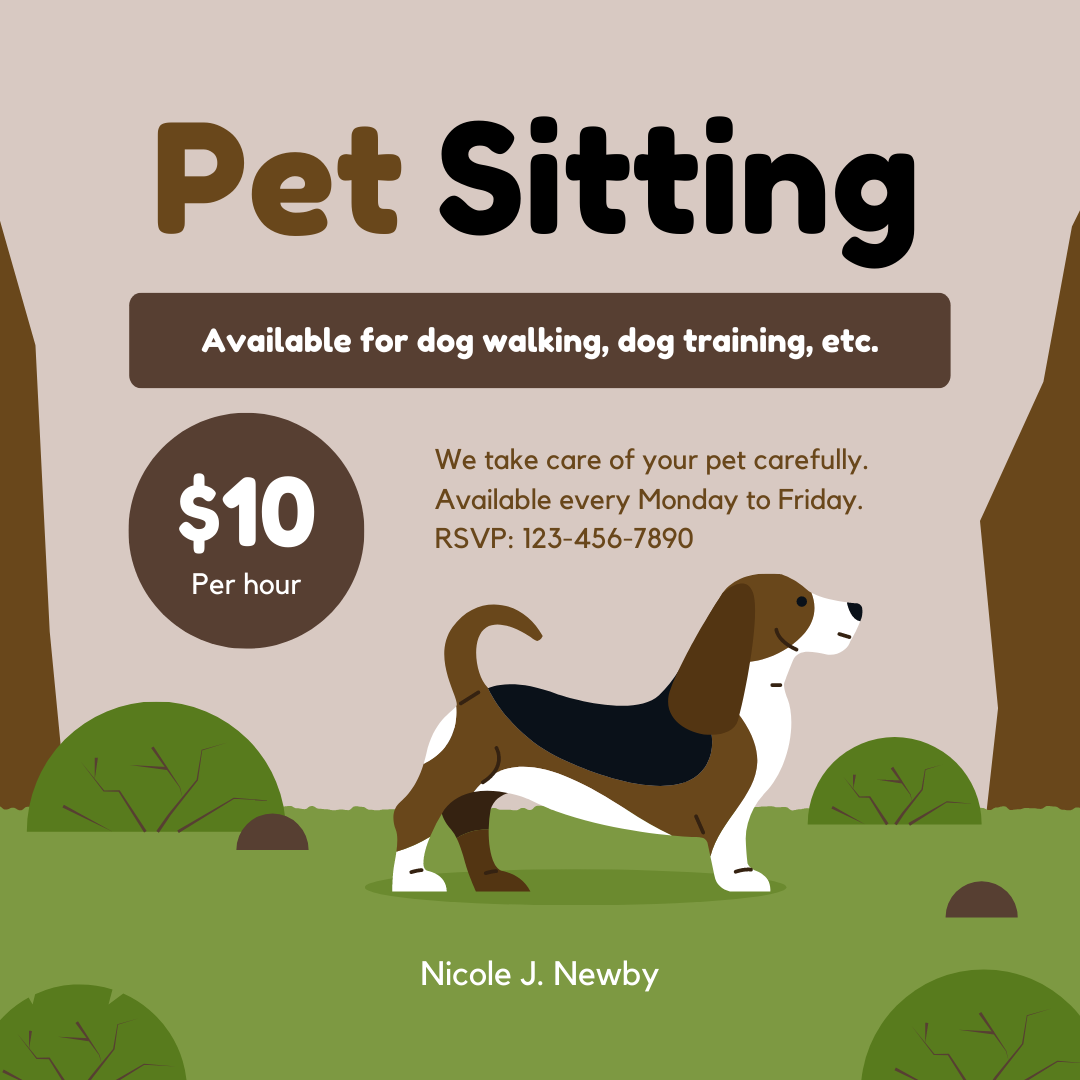 Pet Sitting
Available for dog walking, dog training, etc.
$10
Per hour
We take care of your pet carefully.
Available every Monday to Friday.
RSVP: 123-456-7890
Nicole J. Newby